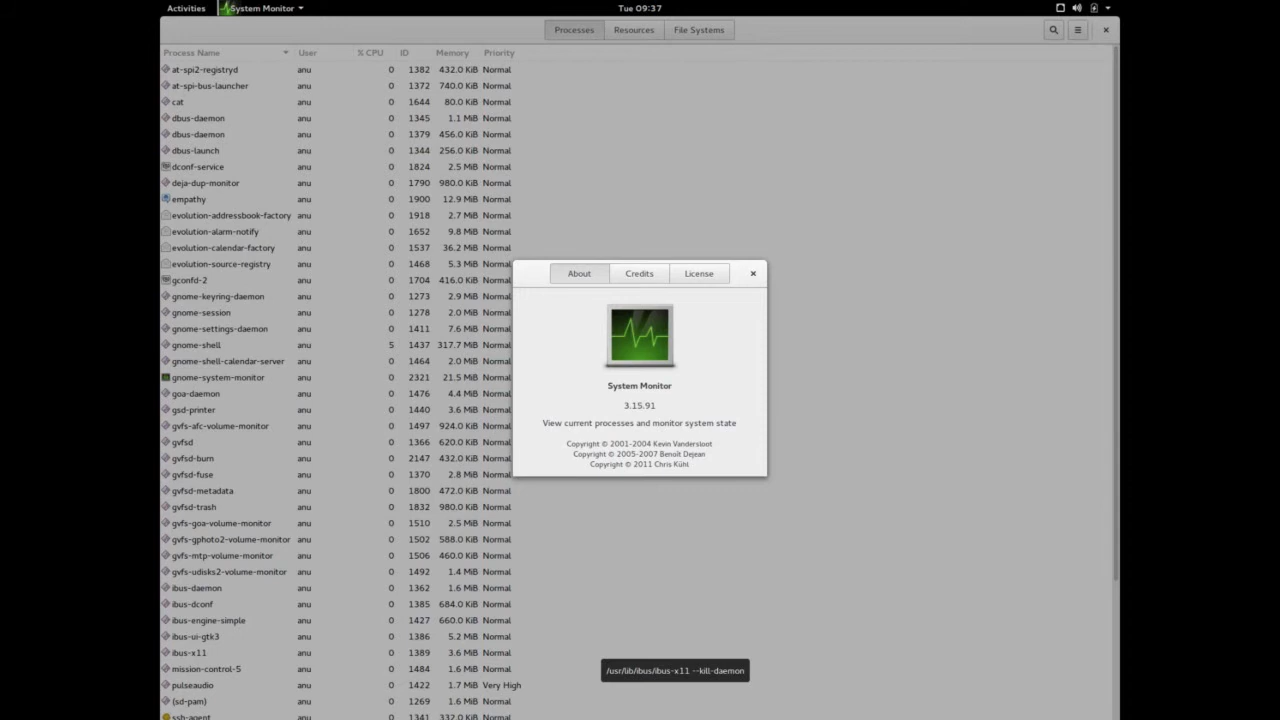 Activities System Monitor Tue 09:37
Processes Resources File Systems
Process Name User % CPU ID Memory Priority
at-spi2-registryd anu 0 1382 432.0 KiB Normal
at-spi-bus-launcher anu 0 1372 740.0 KiB Normal
cat anu 0 1644 80.0 KiB Normal
dbus-daemon anu 0 1345 1.1 MiB Normal
dbus-daemon anu 0 1379 456.0 KiB Normal
dbus-launch anu 0 1344 256.0 KiB Normal
dconf-service anu 0 1824 2.5 MiB Normal
deja-dup-monitor anu 0 1790 980.0 KiB Normal
empathy anu 0 1900 12.9 MiB Normal
evolution-addressbook-factory anu 0 1918 2.7 MiB Normal
evolution-alarm-notify anu 0 1652 9.8 MiB Normal
evolution-calendar-factory anu 0 1537 36.2 MiB Normal
evolution-source-registry anu 0 1468 5.3 MiB Normal
gconfd-2 anu 0 1704 416.0 KiB Normal
gnome-keyring-daemon anu 0 1273 2.9 MiB Normal
gnome-session anu 0 1278 2.0 MiB Normal
gnome-settings-daemon anu 0 1411 7.6 MiB Normal
gnome-shell anu 5 1437 317.7 MiB Normal
gnome-shell-calendar-server anu 0 1464 2.0 MiB Normal
gnome-system-monitor anu 0 2321 21.5 MiB Normal
goa-daemon anu 0 1476 4.4 MiB Normal
gsd-printer anu 0 1440 3.6 MiB Normal
gvfs-afc-volume-monitor anu 0 1497 924.0 KiB Normal
gvfsd anu 0 1366 620.0 KiB Normal
gvfsd-burn anu 0 2147 432.0 KiB Normal
gvfsd-fuse anu 0 1370 2.8 MiB Normal
gvfsd-metadata anu 0 1800 472.0 KiB Normal
gvfsd-trash anu 0 1832 980.0 KiB Normal
gvfs-goa-volume-monitor anu 0 1510 2.5 MiB Normal
gvfs-gphoto2-volume-monitor anu 0 1502 588.0 KiB Normal
gvfs-mtp-volume-monitor anu 0 1506 460.0 KiB Normal
gvfs-udisks2-volume-monitor anu 0 1492 1.4 MiB Normal
ibus-daemon anu 0 1362 1.6 MiB Normal
ibus-dconf anu 0 1385 684.0 KiB Normal
ibus-engine-simple anu 0 1427 660.0 KiB Normal
ibus-ui-gtk3 anu 0 1386 5.2 MiB Normal
ibus-x11 anu 0 1389 3.6 MiB Normal
mission-control-5 anu 0 1484 1.6 MiB Normal
pulseaudio anu 0 1422 1.7 MiB Very High
(sd-pam) anu 0 1269 1.6 MiB Normal
ssh-agent anu 0 1341 332.0 KiB Normal
About Credits License
System Monitor
3.15.91
View current processes and monitor system state
Copyright © 2001-2004 Kevin Vandersloot
Copyright © 2005-2007 Benoît Dejean
Copyright © 2011 Chris Kühl
/usr/lib/ibus/ibus-x11 --kill-daemon